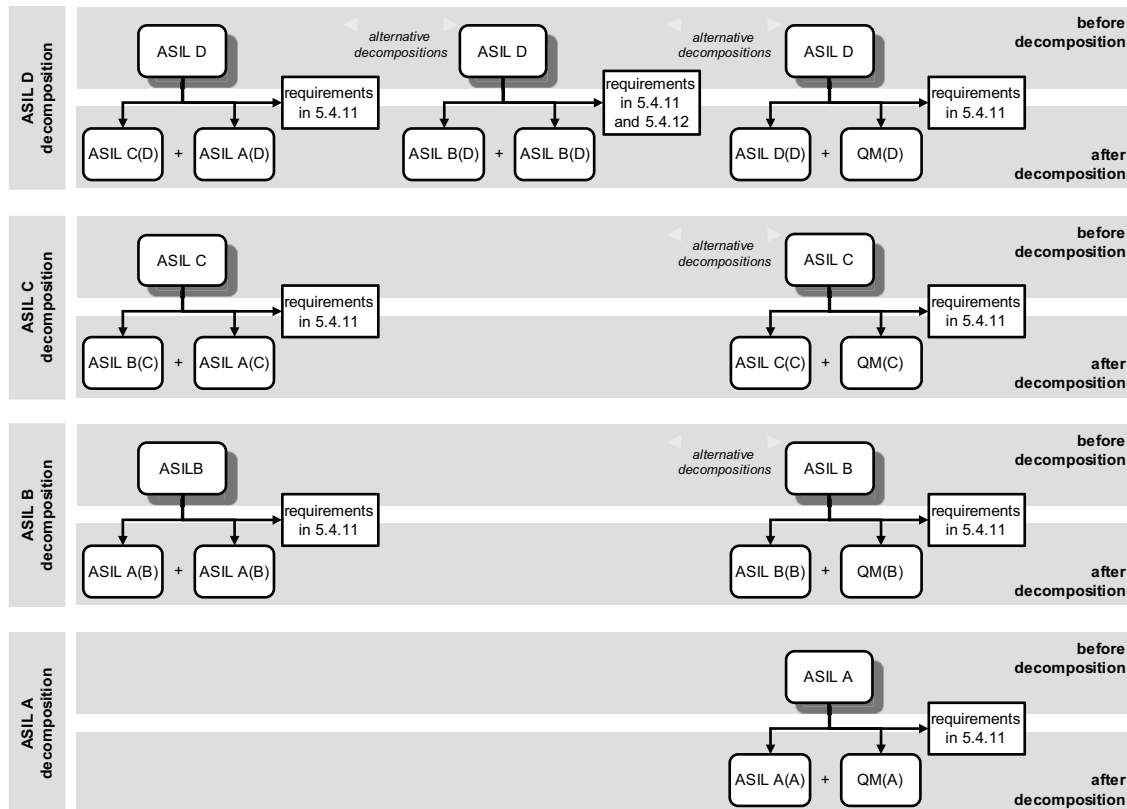 ASIL D
decomposition
before
decomposition
ASIL D
alternative
decompositions
ASIL D
alternative
decompositions
ASIL D
requirements
in 5.4.11
requirements
in 5.4.11
and 5.4.12
requirements
in 5.4.11
ASIL C(D) + ASIL A(D)
ASIL B(D) + ASIL B(D)
ASIL D(D) + QM(D)
after
decomposition
ASIL C
decomposition
before
decomposition
ASIL C
alternative
decompositions
ASIL C
requirements
in 5.4.11
requirements
in 5.4.11
ASIL B(C) + ASIL A(C)
ASIL C(C) + QM(C)
after
decomposition
ASIL B
decomposition
before
decomposition
ASILB
alternative
decompositions
ASIL B
requirements
in 5.4.11
requirements
in 5.4.11
ASIL A(B) + ASIL A(B)
ASIL B(B) + QM(B)
after
decomposition
ASIL A
decomposition
before
decomposition
ASIL A
requirements
in 5.4.11
ASIL A(A) + QM(A)
after
decomposition